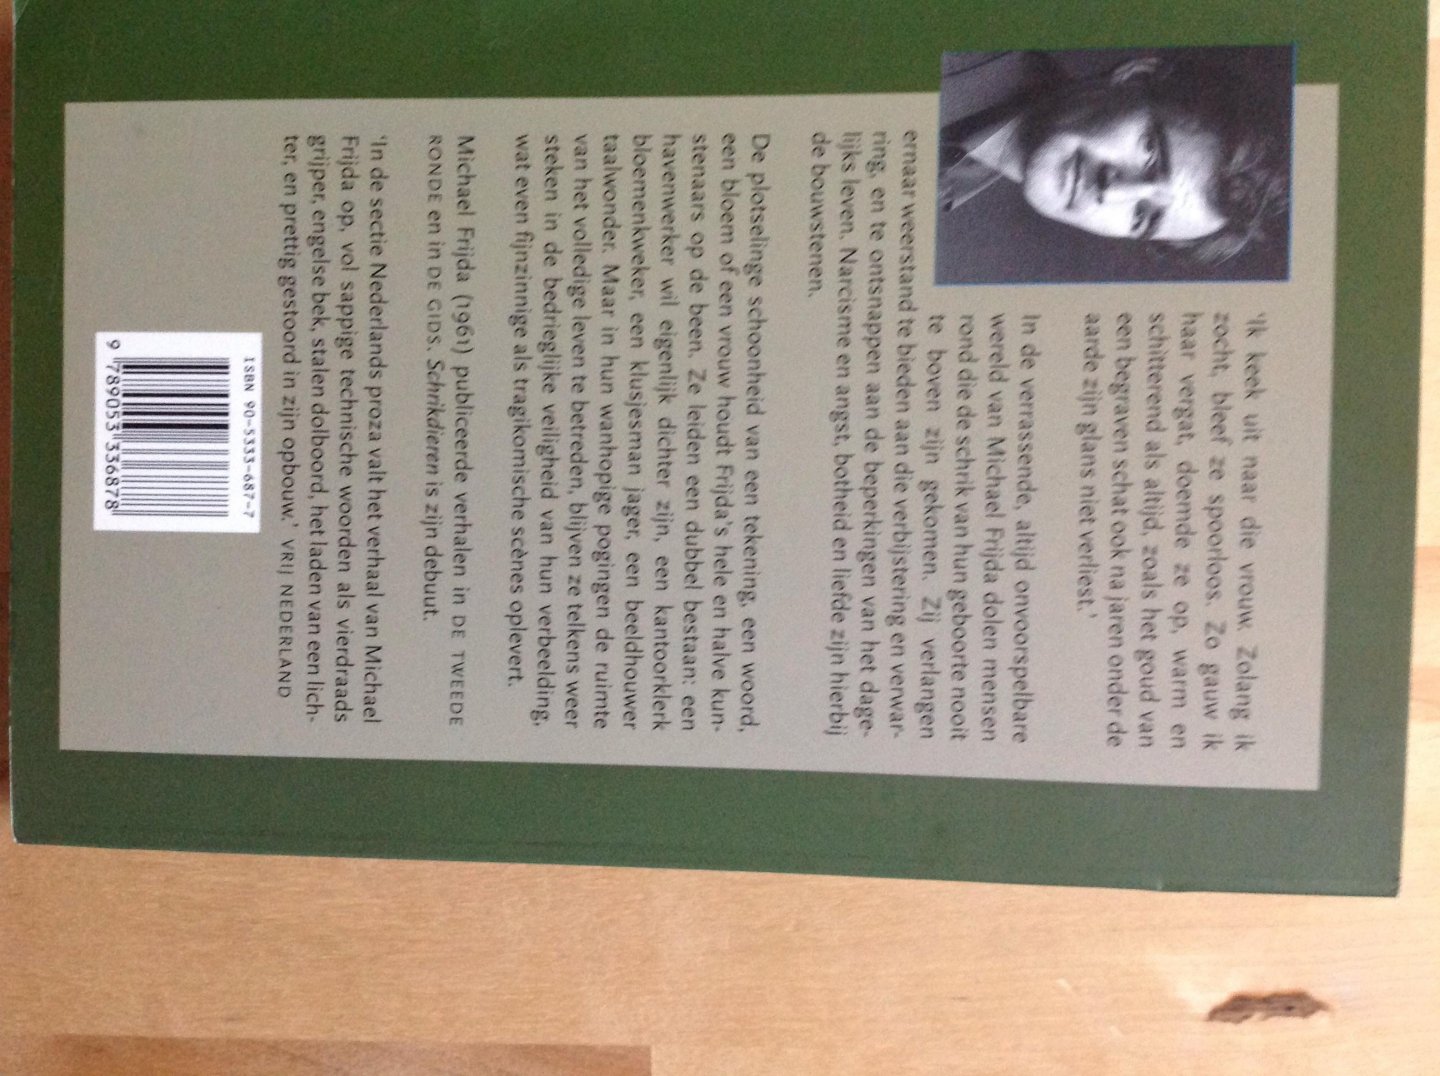 'Ik keek uit naar die vrouw. Zolang ik
zocht, bleef ze spoorloos. Zo gauw ik
haar vergat, doemde ze op, warm en
schitterend als altijd, zoals het goud van
een begraven schat ook na jaren onder de
aarde zijn glans niet verliest.'
In de verrassende, altijd onvoorspelbare
wereld van Michael Frijda dolen mensen
rond die de schrik van hun geboorte nooit
te boven zijn gekomen. Zij verlangen
ernaar weerstand te bieden aan die verbijstering en verwar-
ring, en te ontsnappen aan de beperkingen van het dage-
lijks leven. Narcisme en angst, botheid en liefde zijn hierbij
de bouwstenen.
De plotselinge schoonheid van een tekening, een woord,
een bloem of een vrouw houdt Frijda's hele en halve kun-
stenaars op de been. Ze leiden een dubbel bestaan: een
havenwerker wil eigenlijk dichter zijn, een kantoorklerk
bloemenkweker, een klusjesman jager, een beeldhouwer
taalwonder. Maar in hun wanhopige pogingen de ruimte
van het volledige leven te betreden, blijven ze telkens weer
steken in de bedrieglijke veiligheid van hun verbeelding,
wat even fijnzinnige als tragikomische scènes oplevert.
Michael Frijda (1961) publiceerde verhalen in DE TWEEDE
RONDE en in DE GIDS. Schrikdieren is zijn debuut.
'In de sectie Nederlands proza valt het verhaal van Michael
Frijda op, vol sappige technische woorden als vierdraads
grijper, engelse bek, stalen dolboord, het laden van een lich-
ter, en prettig gestoord in zijn opbouw.' VRIJ NEDERLAND
ISBN 90-5333-687-7
9 789053 336878